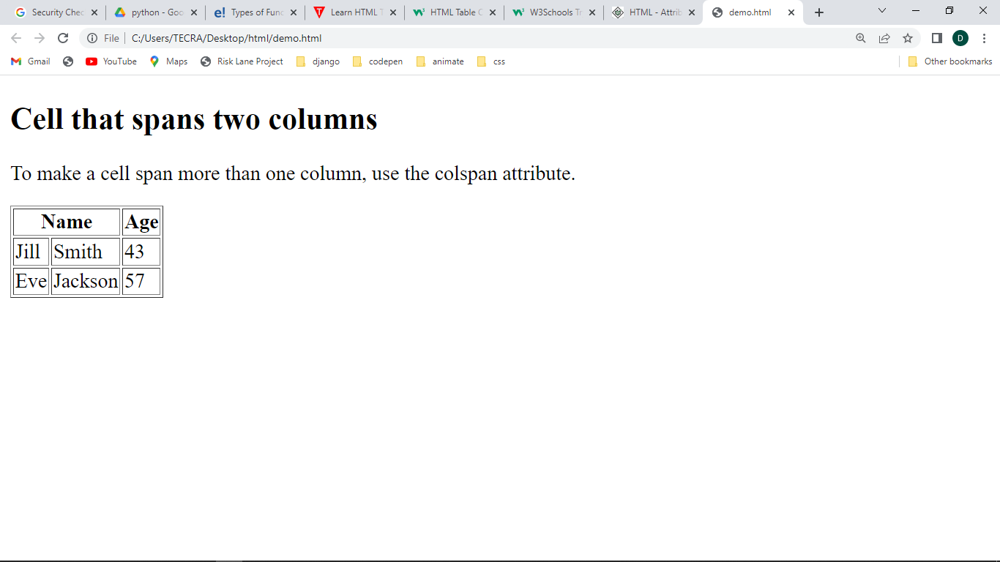 Security Chec
python - Goo
e! Types of Func
Learn HTML T
HTML Table C
W3Schools Tr
HTML - Attrib
demo.html
File C:/Users/TECRA/Desktop/html/demo.html
D
Gmail YouTube Maps Risk Lane Project django codepen animate css Other bookmarks
Cell that spans two columns
To make a cell span more than one column, use the colspan attribute.
Name Age
Jill Smith 43
Eve Jackson 57